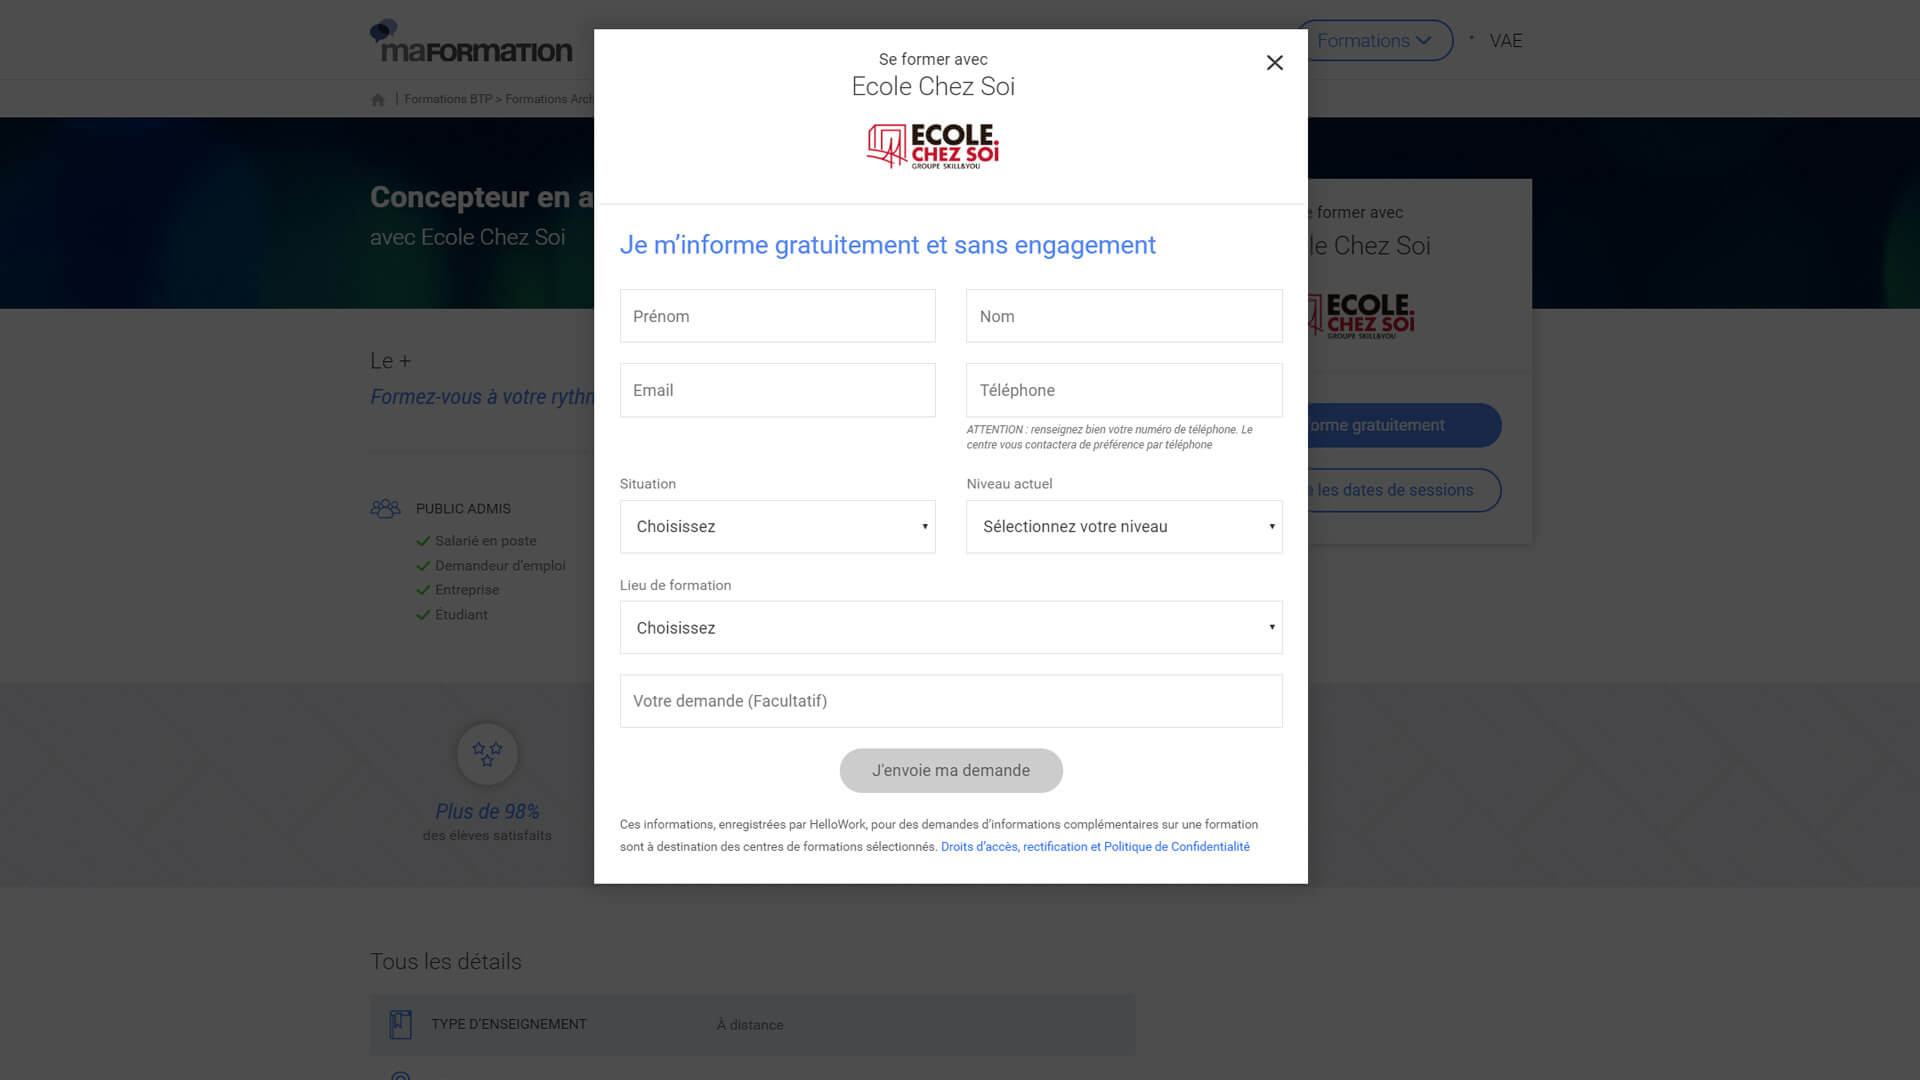 maFORMATION
Formations
VAE
Formations BTP > Formations
Se former avec
Ecole Chez Soi
ECOLE.
CHEZ SOI
GROUPE SKILL&YOU
Concepteur en
avec Ecole Chez Soi
former avec
Chez Soi
ECOLE.
CHEZ SOI
GROUPE SKILL&YOU
Je m’informe gratuitement et sans engagement
Prénom
Nom
Email
Téléphone
ATTENTION : renseignez bien votre numéro de téléphone. Le
centre vous contactera de préférence par téléphone
Le +
Formez-vous à votre
gratuitement
les dates de sessions
Situation
Niveau actuel
Choisissez
Sélectionnez votre niveau
PUBLIC ADMIS
Salarié en poste
Demandeur d'emploi
Entreprise
Étudiant
Lieu de formation
Choisissez
Votre demande (Facultatif)
J'envoie ma demande
Plus de 98%
des élèves satisfaits
Ces informations, enregistrées par HelloWork, pour des demandes d’informations complémentaires sur une formation
sont à destination des centres de formations sélectionnés. Droits d’accès, rectification et Politique de Confidentialité
Tous les détails
TYPE D’ENSEIGNEMENT
À distance